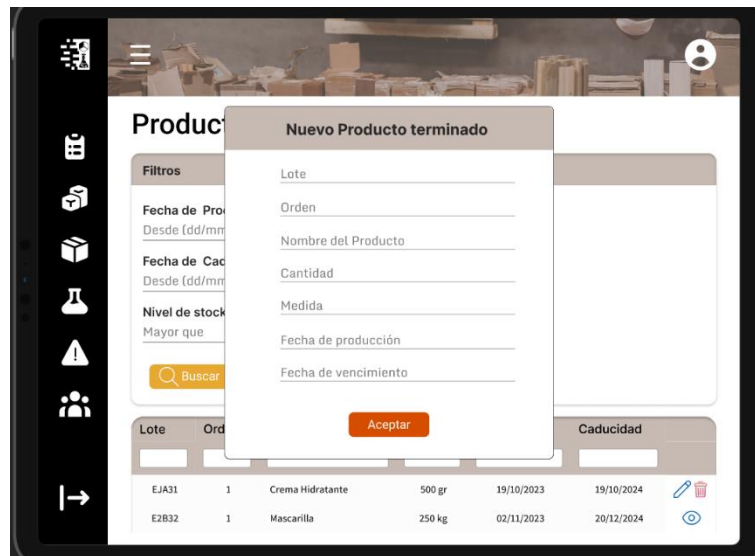 Produc
Nuevo Producto terminado
Filtros
Lote
Fecha de Pro
Orden
Desde (dd/mm
Nombre del Producto
Fecha de Cad
Cantidad
Desde (dd/mm
Medida
Nivel de stock
Mayor que
Fecha de producción
Fecha de vencimiento
Buscar
Aceptar
Lote Ord Caducidad
EJA31 1 Crema Hidratante 500 gr 19/10/2023 19/10/2024
E2B32 1 Mascarilla 250 kg 02/11/2023 20/12/2024